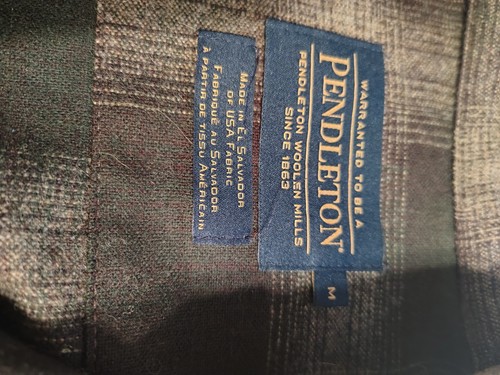 WARRANTED TO BE A
PENDLETON®
PENDLETON WOOLEN MILLS
SINCE 1863
M
MADE IN EL SALVADOR
OF USA FABRIC
FABRIQUÉ AU SALVADOR
À PARTIR DE TISSU AMÉRICAIN